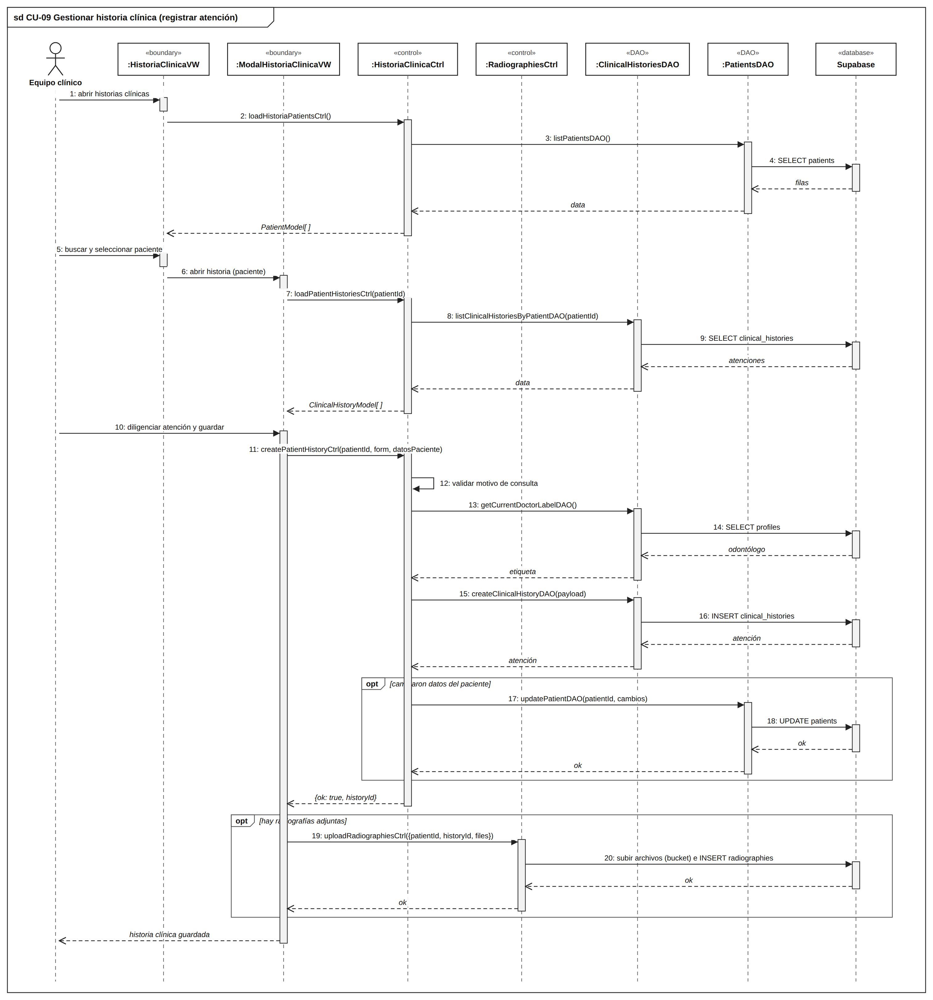 sd CU-09 Gestionar historia clínica (registrar atención)
Equipo clínico
«boundary»
:HistoriaClinicaVW
«boundary»
:ModalHistoriaClinicaVW
«control»
:HistoriaClinicaCtrl
«control»
:RadiographiesCtrl
«DAO»
:ClinicalHistoriesDAO
«DAO»
:PatientsDAO
«database»
Supabase
1: abrir historias clínicas
2: loadHistoriaPatientsCtrl()
3: listPatientsDAO()
4: SELECT patients
filas
data
PatientModel[ ]
5: buscar y seleccionar paciente
6: abrir historia (paciente)
7: loadPatientHistoriesCtrl(patientId)
8: listClinicalHistoriesByPatientDAO(patientId)
9: SELECT clinical_histories
atenciones
data
ClinicalHistoryModel[ ]
10: diligenciar atención y guardar
11: createPatientHistoryCtrl(patientId, form, datosPaciente)
12: validar motivo de consulta
13: getCurrentDoctorLabelDAO()
14: SELECT profiles
odontólogo
etiqueta
15: createClinicalHistoryDAO(payload)
16: INSERT clinical_histories
atención
atención
opt [cambiaron datos del paciente]
17: updatePatientDAO(patientId, cambios)
18: UPDATE patients
ok
ok
{ok: true, historyId}
opt [hay radiografías adjuntas]
19: uploadRadiographiesCtrl({patientId, historyId, files})
20: subir archivos (bucket) e INSERT radiographies
ok
ok
historia clínica guardada